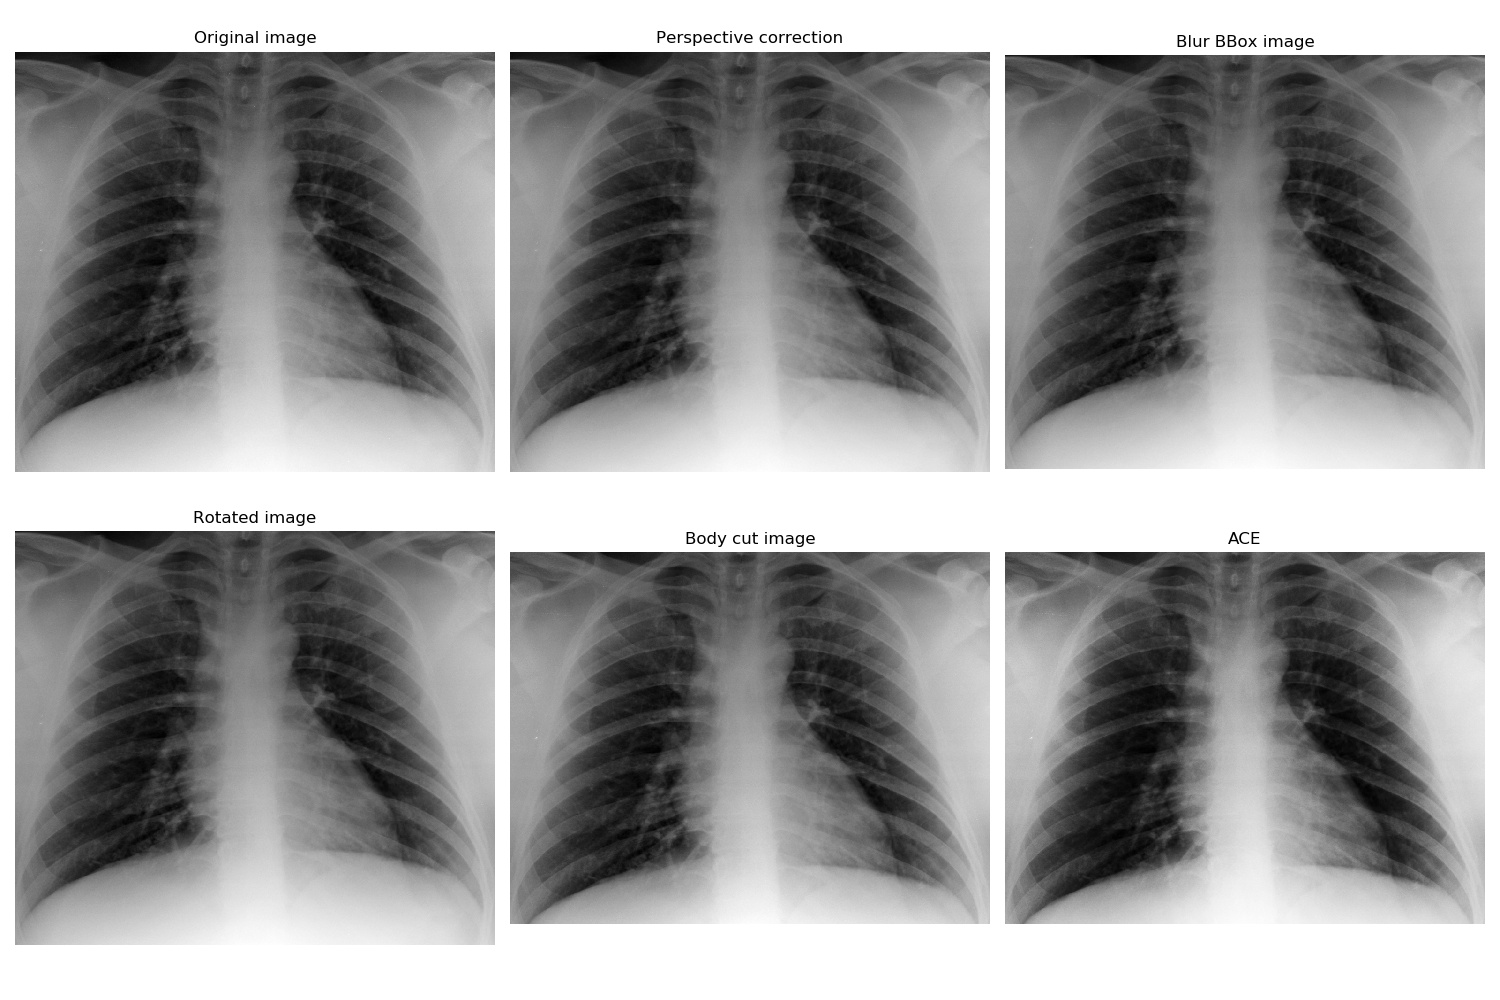 Original image
Perspective correction
Blur BBox image
Rotated image
Body cut image
ACE